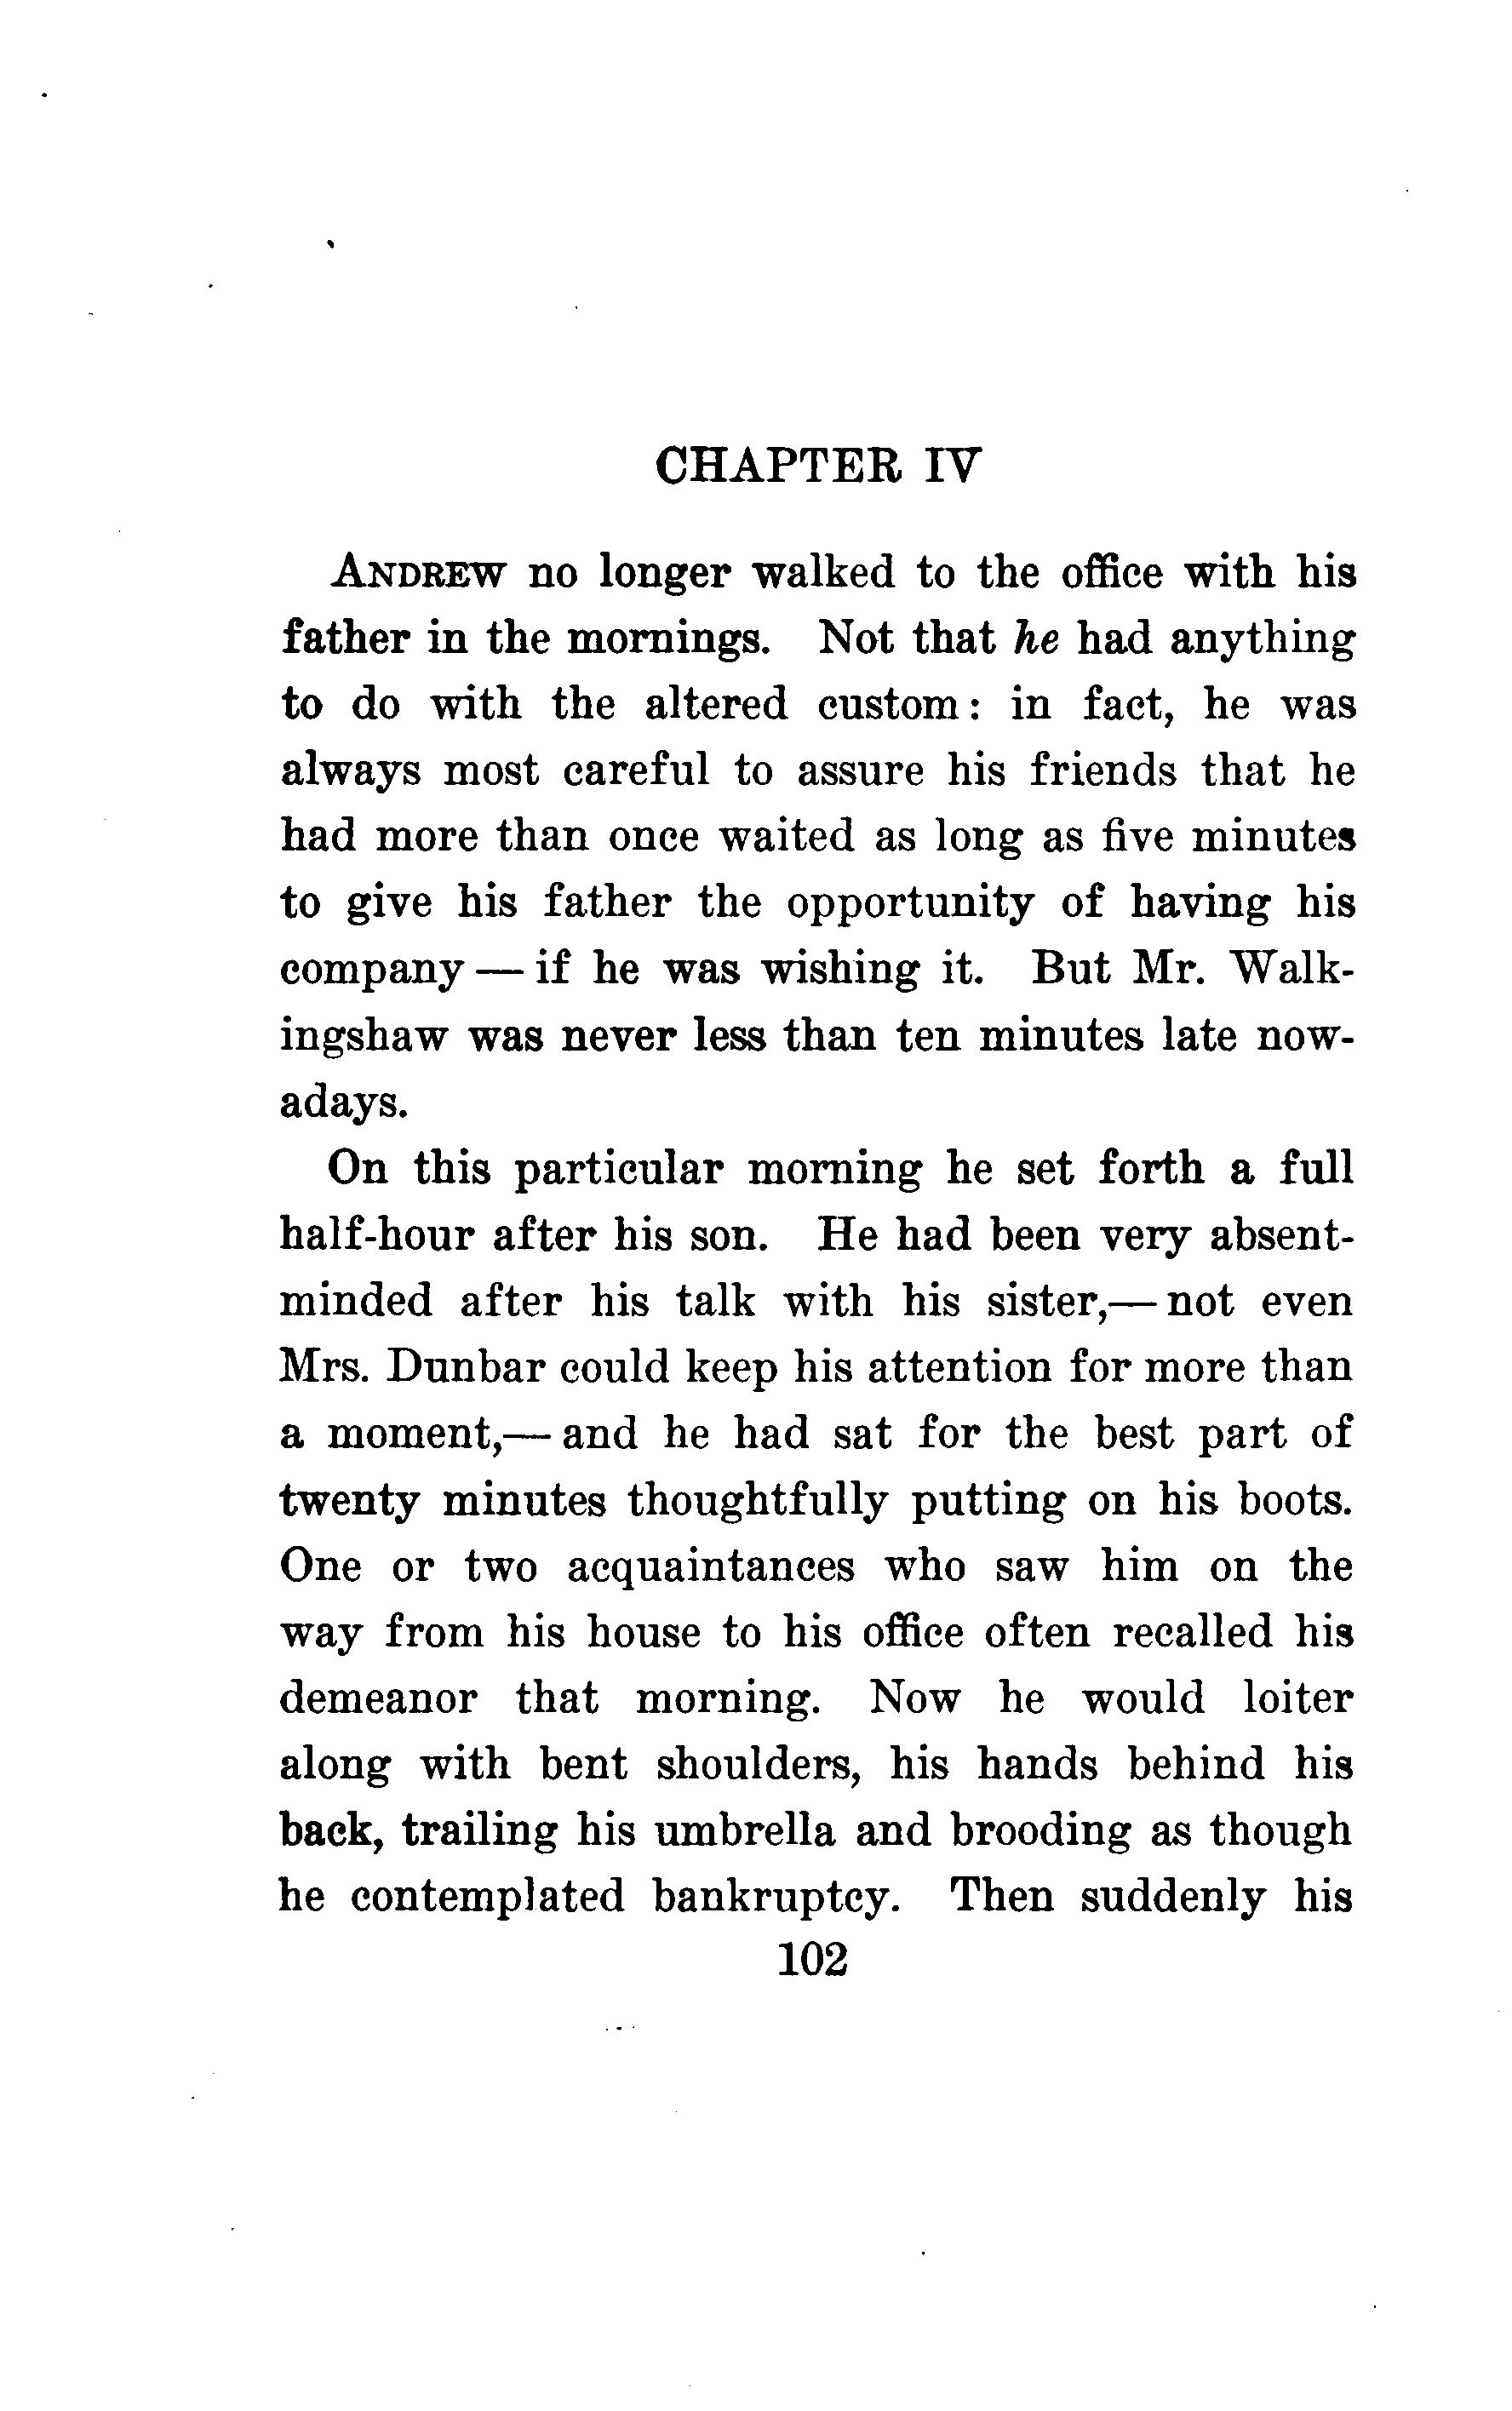 CHAPTER IV
ANDREW no longer walked to the office with his
father in the mornings. Not that he had anything
to do with the altered custom: in fact, he was
always most careful to assure his friends that he
had more than once waited as long as five minutes
to give his father the opportunity of having his
company — if he was wishing it. But Mr. Walk-
ingshaw was never less than ten minutes late now-
adays.
On this particular morning he set forth a full
half-hour after his son. He had been very absent-
minded after his talk with his sister,— not even
Mrs. Dunbar could keep his attention for more than
a moment,— and he had sat for the best part of
twenty minutes thoughtfully putting on his boots.
One or two acquaintances who saw him on the
way from his house to his office often recalled his
demeanor that morning. Now he would loiter
along with bent shoulders, his hands behind his
back, trailing his umbrella and brooding as though
he contemplated bankruptcy. Then suddenly his
102